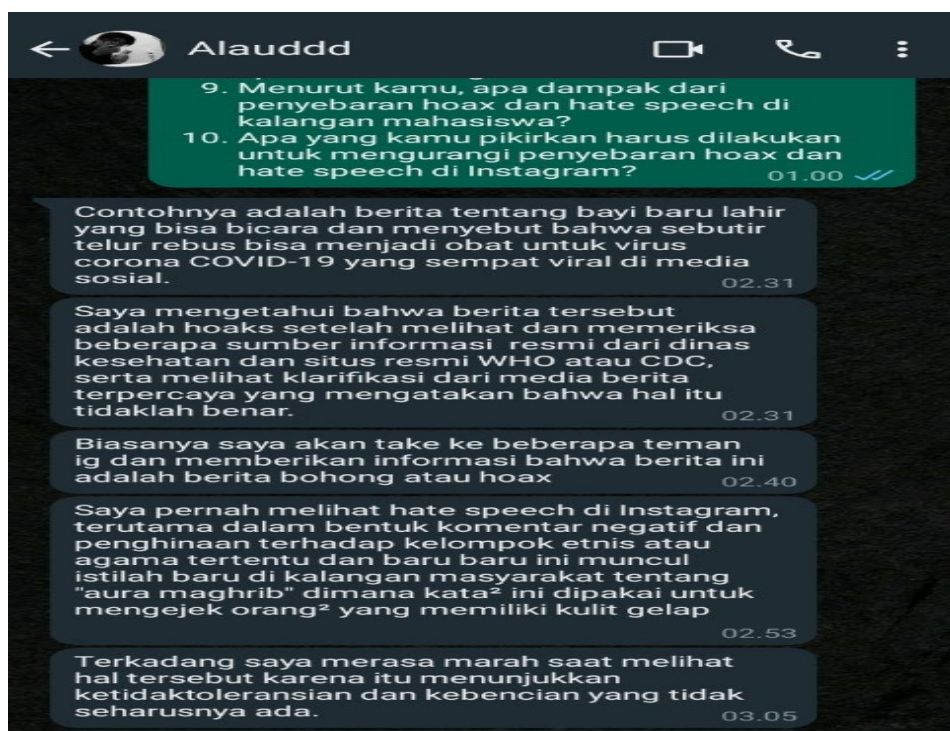 Alauddd
9. Menurut kamu, apa dampak dari
penyebaran hoax dan hate speech di
kalangan mahasiswa?
10. Apa yang kamu pikirkan harus dilakukan
untuk mengurangi penyebaran hoax dan
hate speech di Instagram?
01.00
Contohnya adalah berita tentang bayi baru lahir
yang bisa bicara dan menyebut bahwa sebutir
telur rebus bisa menjadi obat untuk virus
corona COVID-19 yang sempat viral di media
sosial.
02.31
Saya mengetahui bahwa berita tersebut
adalah hoaks setelah melihat dan memeriksa
beberapa sumber informasi resmi dari dinas
kesehatan dan situs resmi WHO atau CDC,
serta melihat klarifikasi dari media berita
terpercaya yang mengatakan bahwa hal itu
tidaklah benar.
02.31
Biasanya saya akan take ke beberapa teman
ig dan memberikan informasi bahwa berita ini
adalah berita bohong atau hoax
02.40
Saya pernah melihat hate speech di Instagram,
terutama dalam bentuk komentar negatif dan
penghinaan terhadap kelompok etnis atau
agama tertentu dan baru baru ini muncul
istilah baru di kalangan masyarakat tentang
"aura maghrib" dimana kata² ini dipakai untuk
mengejek orang² yang memiliki kulit gelap
02.53
Terkadang saya merasa marah saat melihat
hal tersebut karena itu menunjukkan
ketidaktoleransian dan kebencian yang tidak
seharusnya ada.
03.05